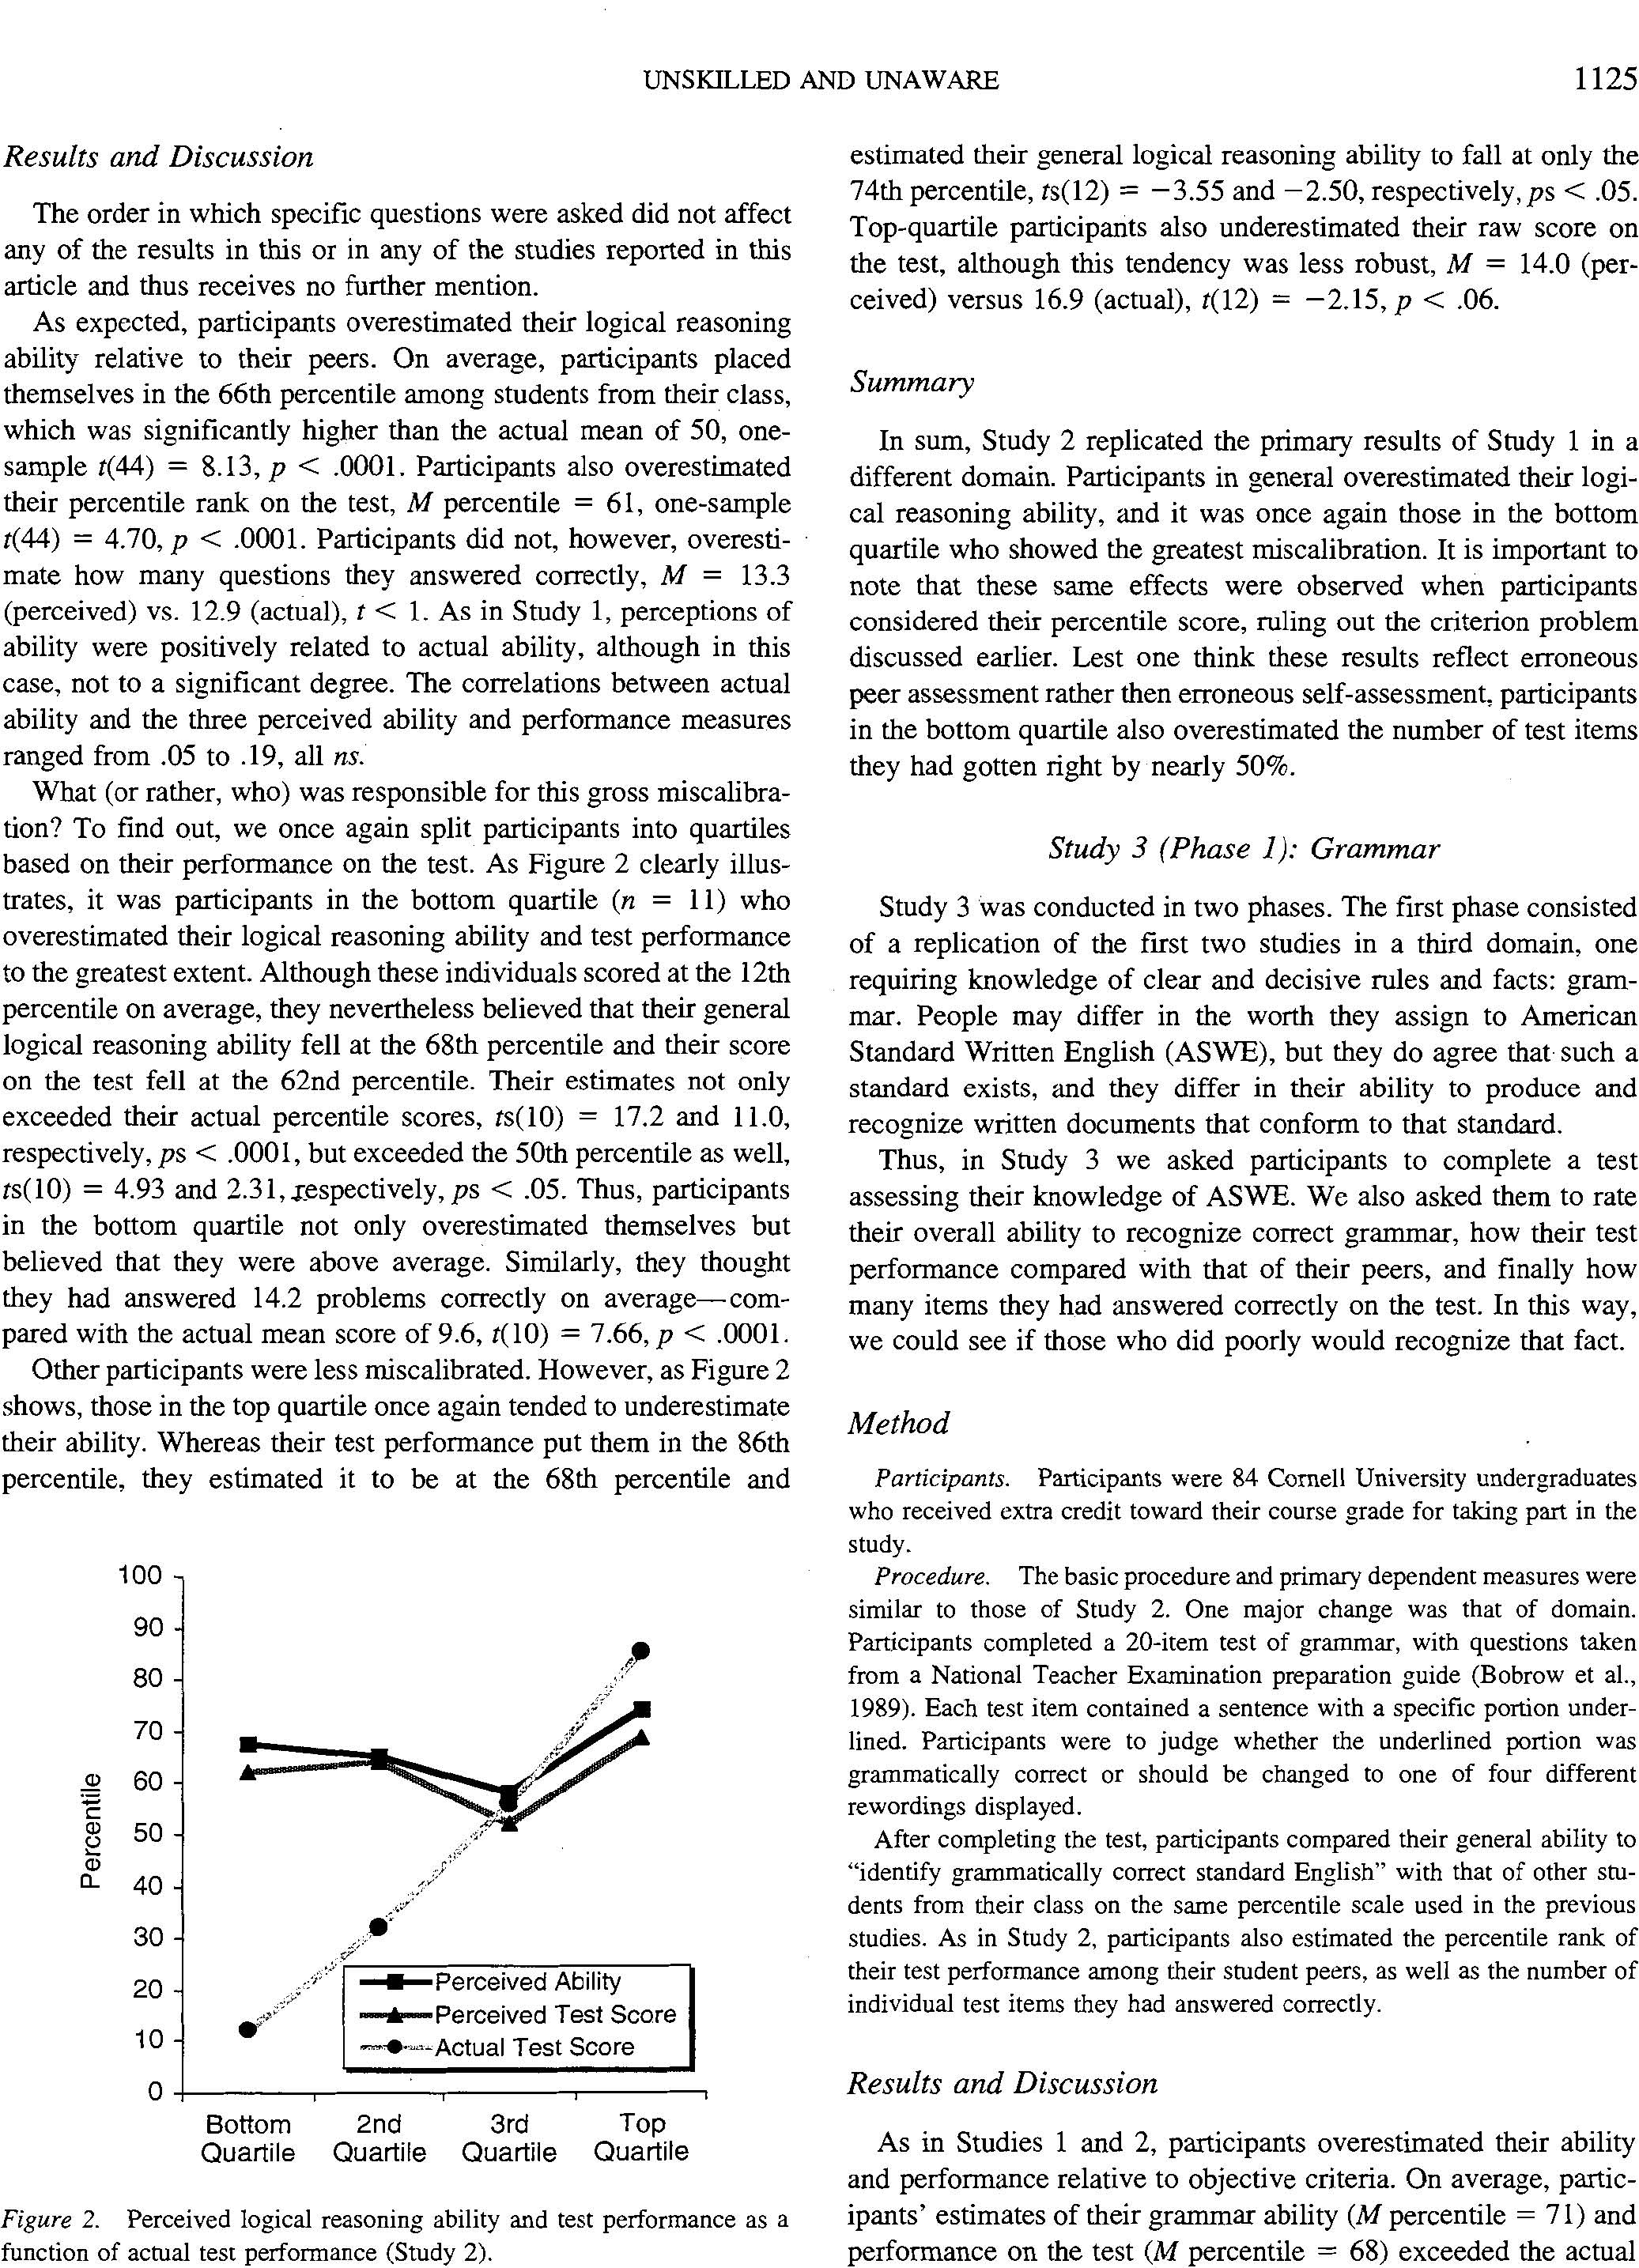 UNSKILLED AND UNAWARE
1125
Results and Discussion
The order in which specific questions were asked did not affect
any of the results in this or in any of the studies reported in this
article and thus receives no further mention.
As expected, participants overestimated their logical reasoning
ability relative to their peers. On average, participants placed
themselves in the 66th percentile among students from their class,
which was significantly higher than the actual mean of 50, one-
sample t(44) = 8.13, p < .0001. Participants also overestimated
their percentile rank on the test, M percentile = 61, one-sample
t(44) = 4.70, p < .0001. Participants did not, however, overesti-
mate how many questions they answered correctly, M = 13.3
(perceived) vs. 12.9 (actual), t < 1. As in Study 1, perceptions of
ability were positively related to actual ability, although in this
case, not to a significant degree. The correlations between actual
ability and the three perceived ability and performance measures
ranged from .05 to .19, all ns.
What (or rather, who) was responsible for this gross miscalibra-
tion? To find out, we once again split participants into quartiles
based on their performance on the test. As Figure 2 clearly illus-
trates, it was participants in the bottom quartile (n = 11) who
overestimated their logical reasoning ability and test performance
to the greatest extent. Although these individuals scored at the 12th
percentile on average, they nevertheless believed that their general
logical reasoning ability fell at the 68th percentile and their score
on the test fell at the 62nd percentile. Their estimates not only
exceeded their actual percentile scores, ts(10) = 17.2 and 11.0,
respectively, ps < .0001, but exceeded the 50th percentile as well,
ts(10) = 4.93 and 2.31, respectively, ps < .05. Thus, participants
in the bottom quartile not only overestimated themselves but
believed that they were above average. Similarly, they thought
they had answered 14.2 problems correctly on average—com-
pared with the actual mean score of 9.6, t(10) = 7.66, p < .0001.
Other participants were less miscalibrated. However, as Figure 2
shows, those in the top quartile once again tended to underestimate
their ability. Whereas their test performance put them in the 86th
percentile, they estimated it to be at the 68th percentile and
100
90
80
70
60
50
40
30
20
10
0
Percentile
Perceived Ability
Perceived Test Score
Actual Test Score
Bottom 2nd 3rd Top
Quartile Quartile Quartile Quartile
Figure 2. Perceived logical reasoning ability and test performance as a
function of actual test performance (Study 2).
estimated their general logical reasoning ability to fall at only the
74th percentile, ts(12) = −3.55 and −2.50, respectively, ps < .05.
Top-quartile participants also underestimated their raw score on
the test, although this tendency was less robust, M = 14.0 (per-
ceived) versus 16.9 (actual), t(12) = −2.15, p < .06.
Summary
In sum, Study 2 replicated the primary results of Study 1 in a
different domain. Participants in general overestimated their logi-
cal reasoning ability, and it was once again those in the bottom
quartile who showed the greatest miscalibration. It is important to
note that these same effects were observed when participants
considered their percentile score, ruling out the criterion problem
discussed earlier. Lest one think these results reflect erroneous
peer assessment rather then erroneous self-assessment, participants
in the bottom quartile also overestimated the number of test items
they had gotten right by nearly 50%.
Study 3 (Phase 1): Grammar
Study 3 was conducted in two phases. The first phase consisted
of a replication of the first two studies in a third domain, one
requiring knowledge of clear and decisive rules and facts: gram-
mar. People may differ in the worth they assign to American
Standard Written English (ASWE), but they do agree that such a
standard exists, and they differ in their ability to produce and
recognize written documents that conform to that standard.
Thus, in Study 3 we asked participants to complete a test
assessing their knowledge of ASWE. We also asked them to rate
their overall ability to recognize correct grammar, how their test
performance compared with that of their peers, and finally how
many items they had answered correctly on the test. In this way,
we could see if those who did poorly would recognize that fact.
Method
Participants. Participants were 84 Cornell University undergraduates
who received extra credit toward their course grade for taking part in the
study.
Procedure. The basic procedure and primary dependent measures were
similar to those of Study 2. One major change was that of domain.
Participants completed a 20-item test of grammar, with questions taken
from a National Teacher Examination preparation guide (Bobrow et al.,
1989). Each test item contained a sentence with a specific portion under-
lined. Participants were to judge whether the underlined portion was
grammatically correct or should be changed to one of four different
rewordings displayed.
After completing the test, participants compared their general ability to
“identify grammatically correct standard English” with that of other stu-
dents from their class on the same percentile scale used in the previous
studies. As in Study 2, participants also estimated the percentile rank of
their test performance among their student peers, as well as the number of
individual test items they had answered correctly.
Results and Discussion
As in Studies 1 and 2, participants overestimated their ability
and performance relative to objective criteria. On average, partic-
ipants’ estimates of their grammar ability (M percentile = 71) and
performance on the test (M percentile = 68) exceeded the actual